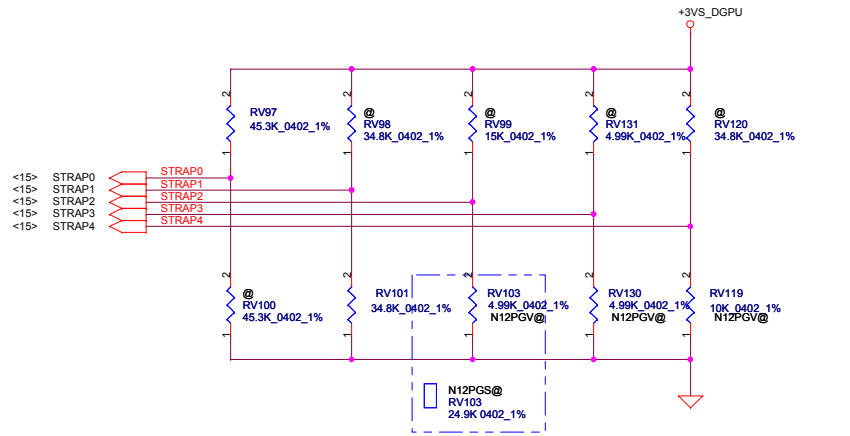 +3VS_DGPU
2
2
2
2
2
RV97
45.3K_0402_1%
@
RV98
34.8K_0402_1%
@
RV99
15K_0402_1%
@
RV131
4.99K_0402_1%
@
RV120
34.8K_0402_1%
1
1
1
1
1
<15> STRAP0 STRAP0
<15> STRAP1 STRAP1
<15> STRAP2 STRAP2
<15> STRAP3 STRAP3
<15> STRAP4 STRAP4
2
2
2
2
2
@
RV100
45.3K_0402_1%
RV101
34.8K_0402_1%
RV103
4.99K_0402_1%
N12PGV@
RV130
4.99K_0402_1%
N12PGV@
RV119
10K_0402_1%
N12PGV@
1
1
1
1
1
N12PGS@
RV103
24.9K 0402_1%